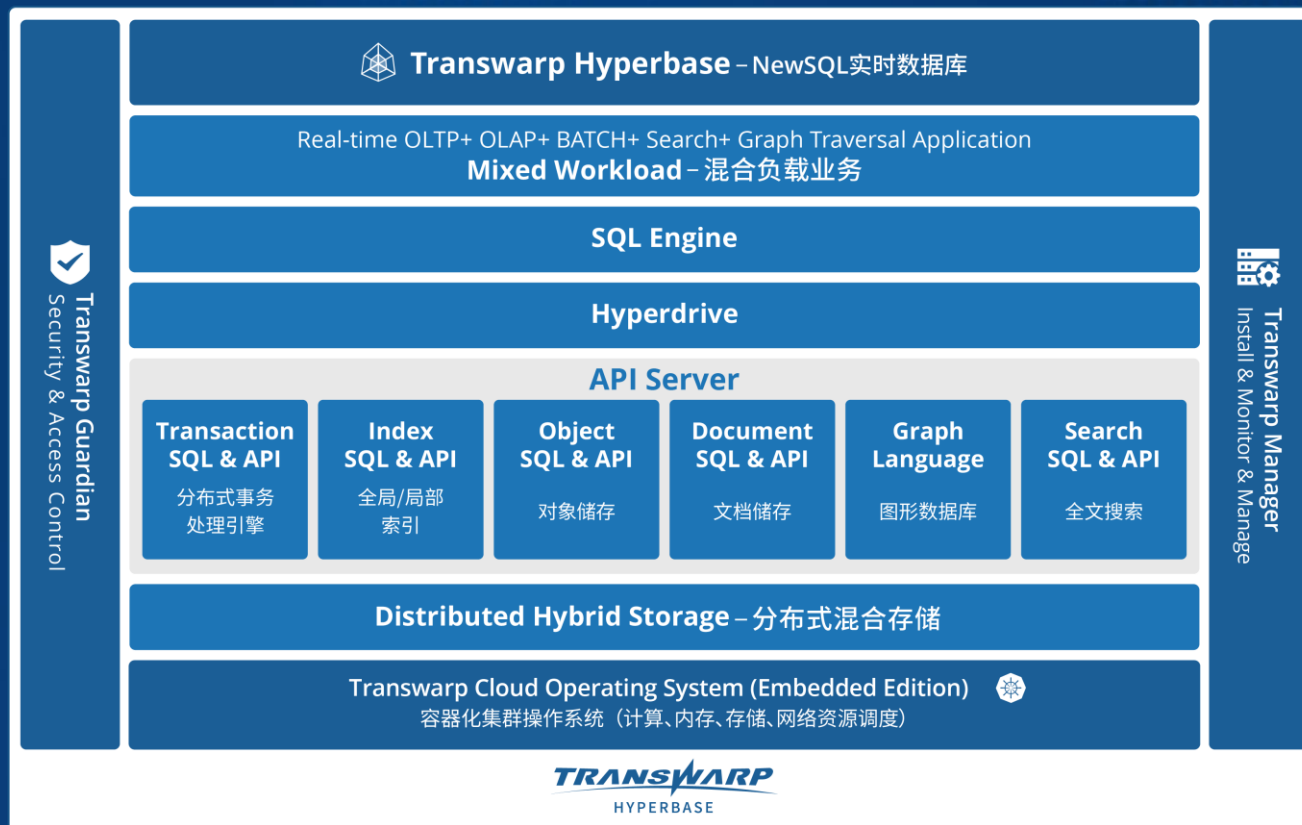 Transwarp Hyperbase – NewSQL实时数据库
Real-time OLTP+ OLAP+ BATCH+ Search+ Graph Traversal Application
Mixed Workload – 混合负载业务
SQL Engine
Hyperdrive
API Server
Transaction
SQL & API
分布式事务
处理引擎
Index
SQL & API
全局/局部
索引
Object
SQL & API
对象储存
Document
SQL & API
文档储存
Graph
Language
图形数据库
Search
SQL & API
全文搜索
Distributed Hybrid Storage – 分布式混合存储
Transwarp Cloud Operating System (Embedded Edition)
容器化集群操作系统（计算、内存、存储、网络资源调度）
Transwarp Guardian
Security & Access Control
Transwarp Manager
Install & Monitor & Manage
TRANSWARP
HYPERBASE